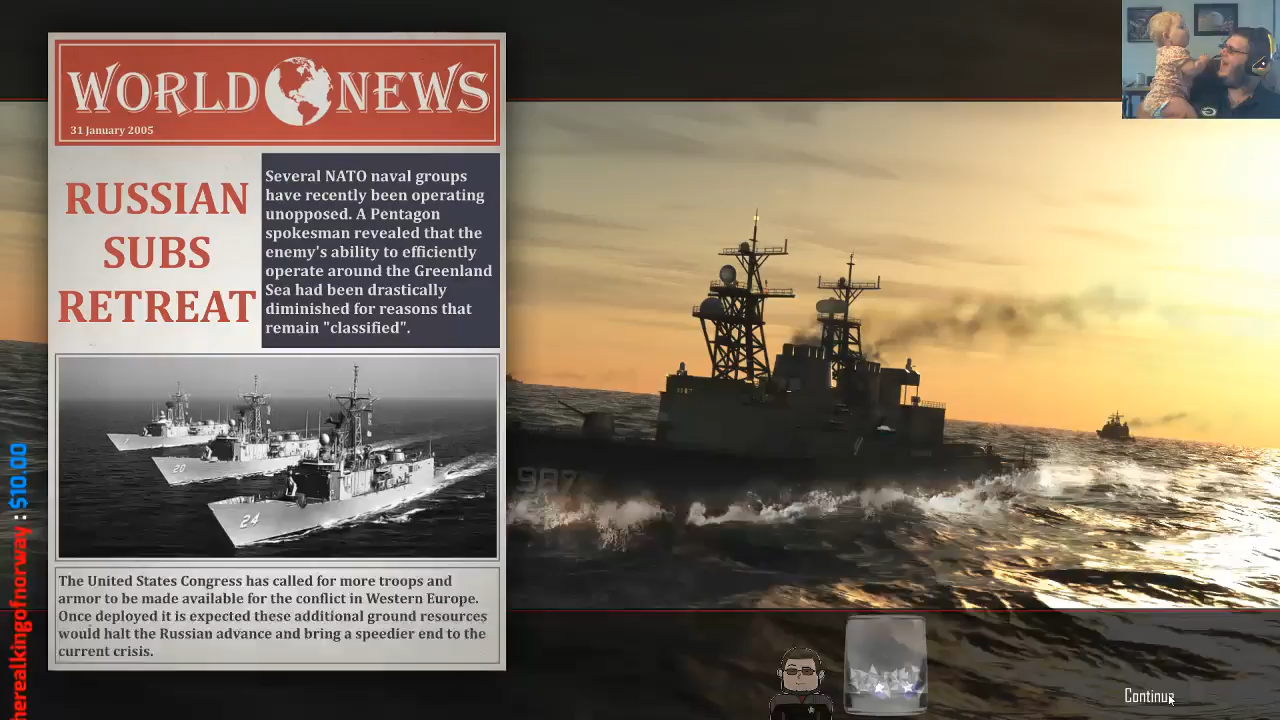 WORLD NEWS
31 January 2005
RUSSIAN
SUBS
RETREAT
Several NATO naval groups
have recently been operating
unopposed. A Pentagon
spokesman revealed that the
enemy's ability to efficiently
operate around the Greenland
Sea had been drastically
diminished for reasons that
remain "classified".
20
24
987
The United States Congress has called for more troops and
armor to be made available for the conflict in Western Europe.
Once deployed it is expected these additional ground resources
would halt the Russian advance and bring a speedier end to the
current crisis.
herealkingofnorway : $10.00
Continue